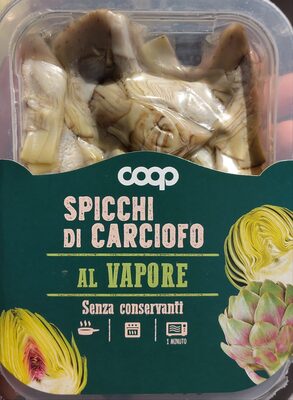 coop
SPICCHI
DI CARCIOFO
AL VAPORE
Senza conservanti
1 MINUTO